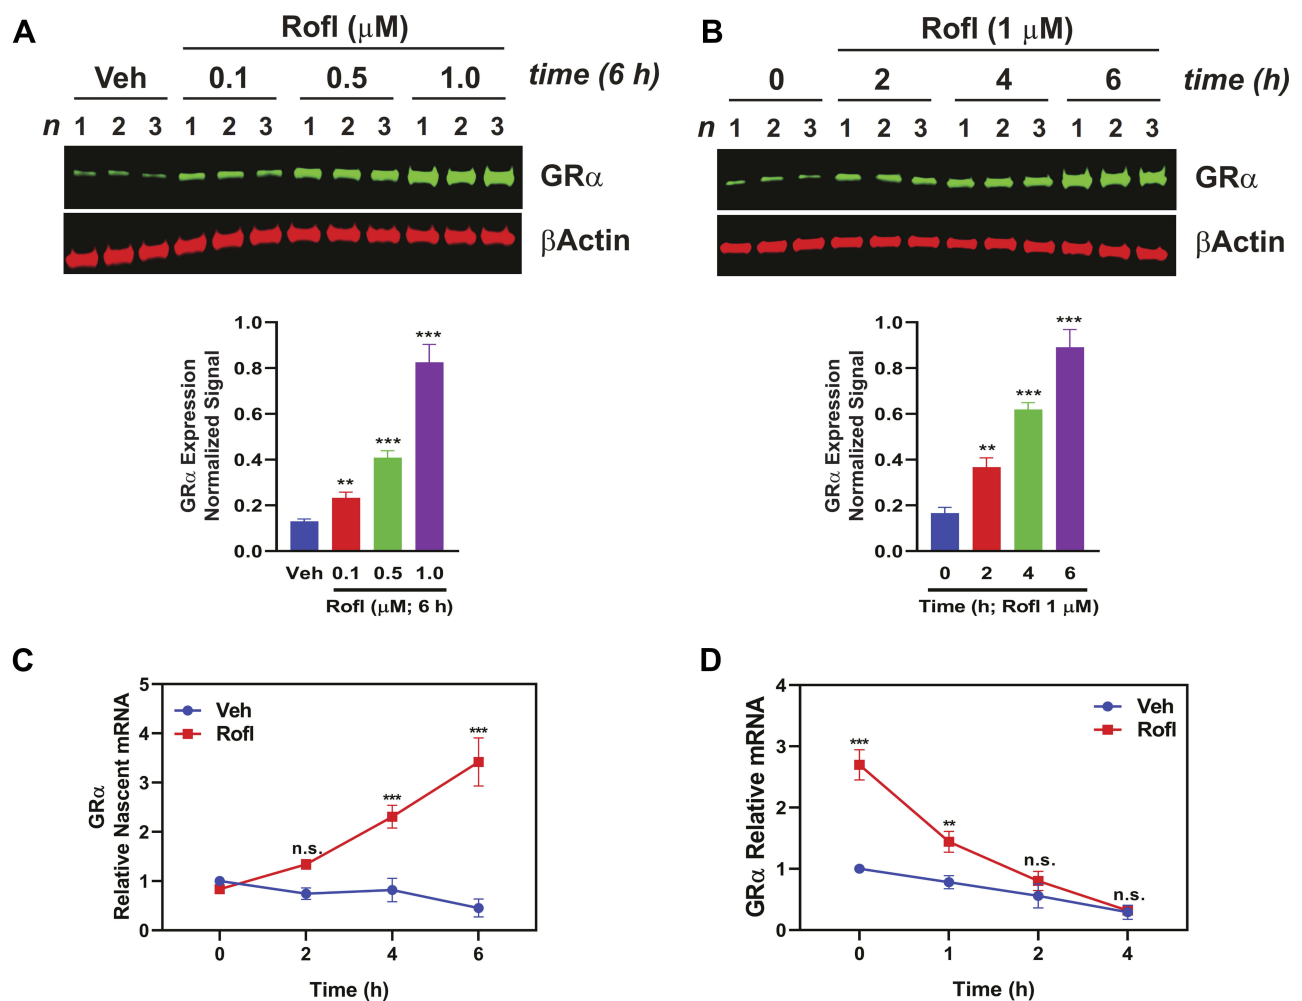 A
Rofl (μM)
Veh 0.1 0.5 1.0 time (6 h)
n 1 2 3 1 2 3 1 2 3 1 2 3
GRα
βActin
1.0
0.8
0.6
0.4
0.2
0.0
GRα Expression
Normalized Signal
** *** ***
Veh 0.1 0.5 1.0
Rofl (μM; 6 h)
B
Rofl (1 μM)
0 2 4 6 time (h)
n 1 2 3 1 2 3 1 2 3 1 2 3
GRα
βActin
1.0
0.8
0.6
0.4
0.2
0.0
GRα Expression
Normalized Signal
** *** ***
0 2 4 6
Time (h; Rofl 1 μM)
C
5
4
3
2
1
0
GRα
Relative Nascent mRNA
Veh
Rofl
n.s. *** ***
0 2 4 6
Time (h)
D
4
3
2
1
0
GRα Relative mRNA
Veh
Rofl
*** ** n.s. n.s.
0 1 2 4
Time (h)